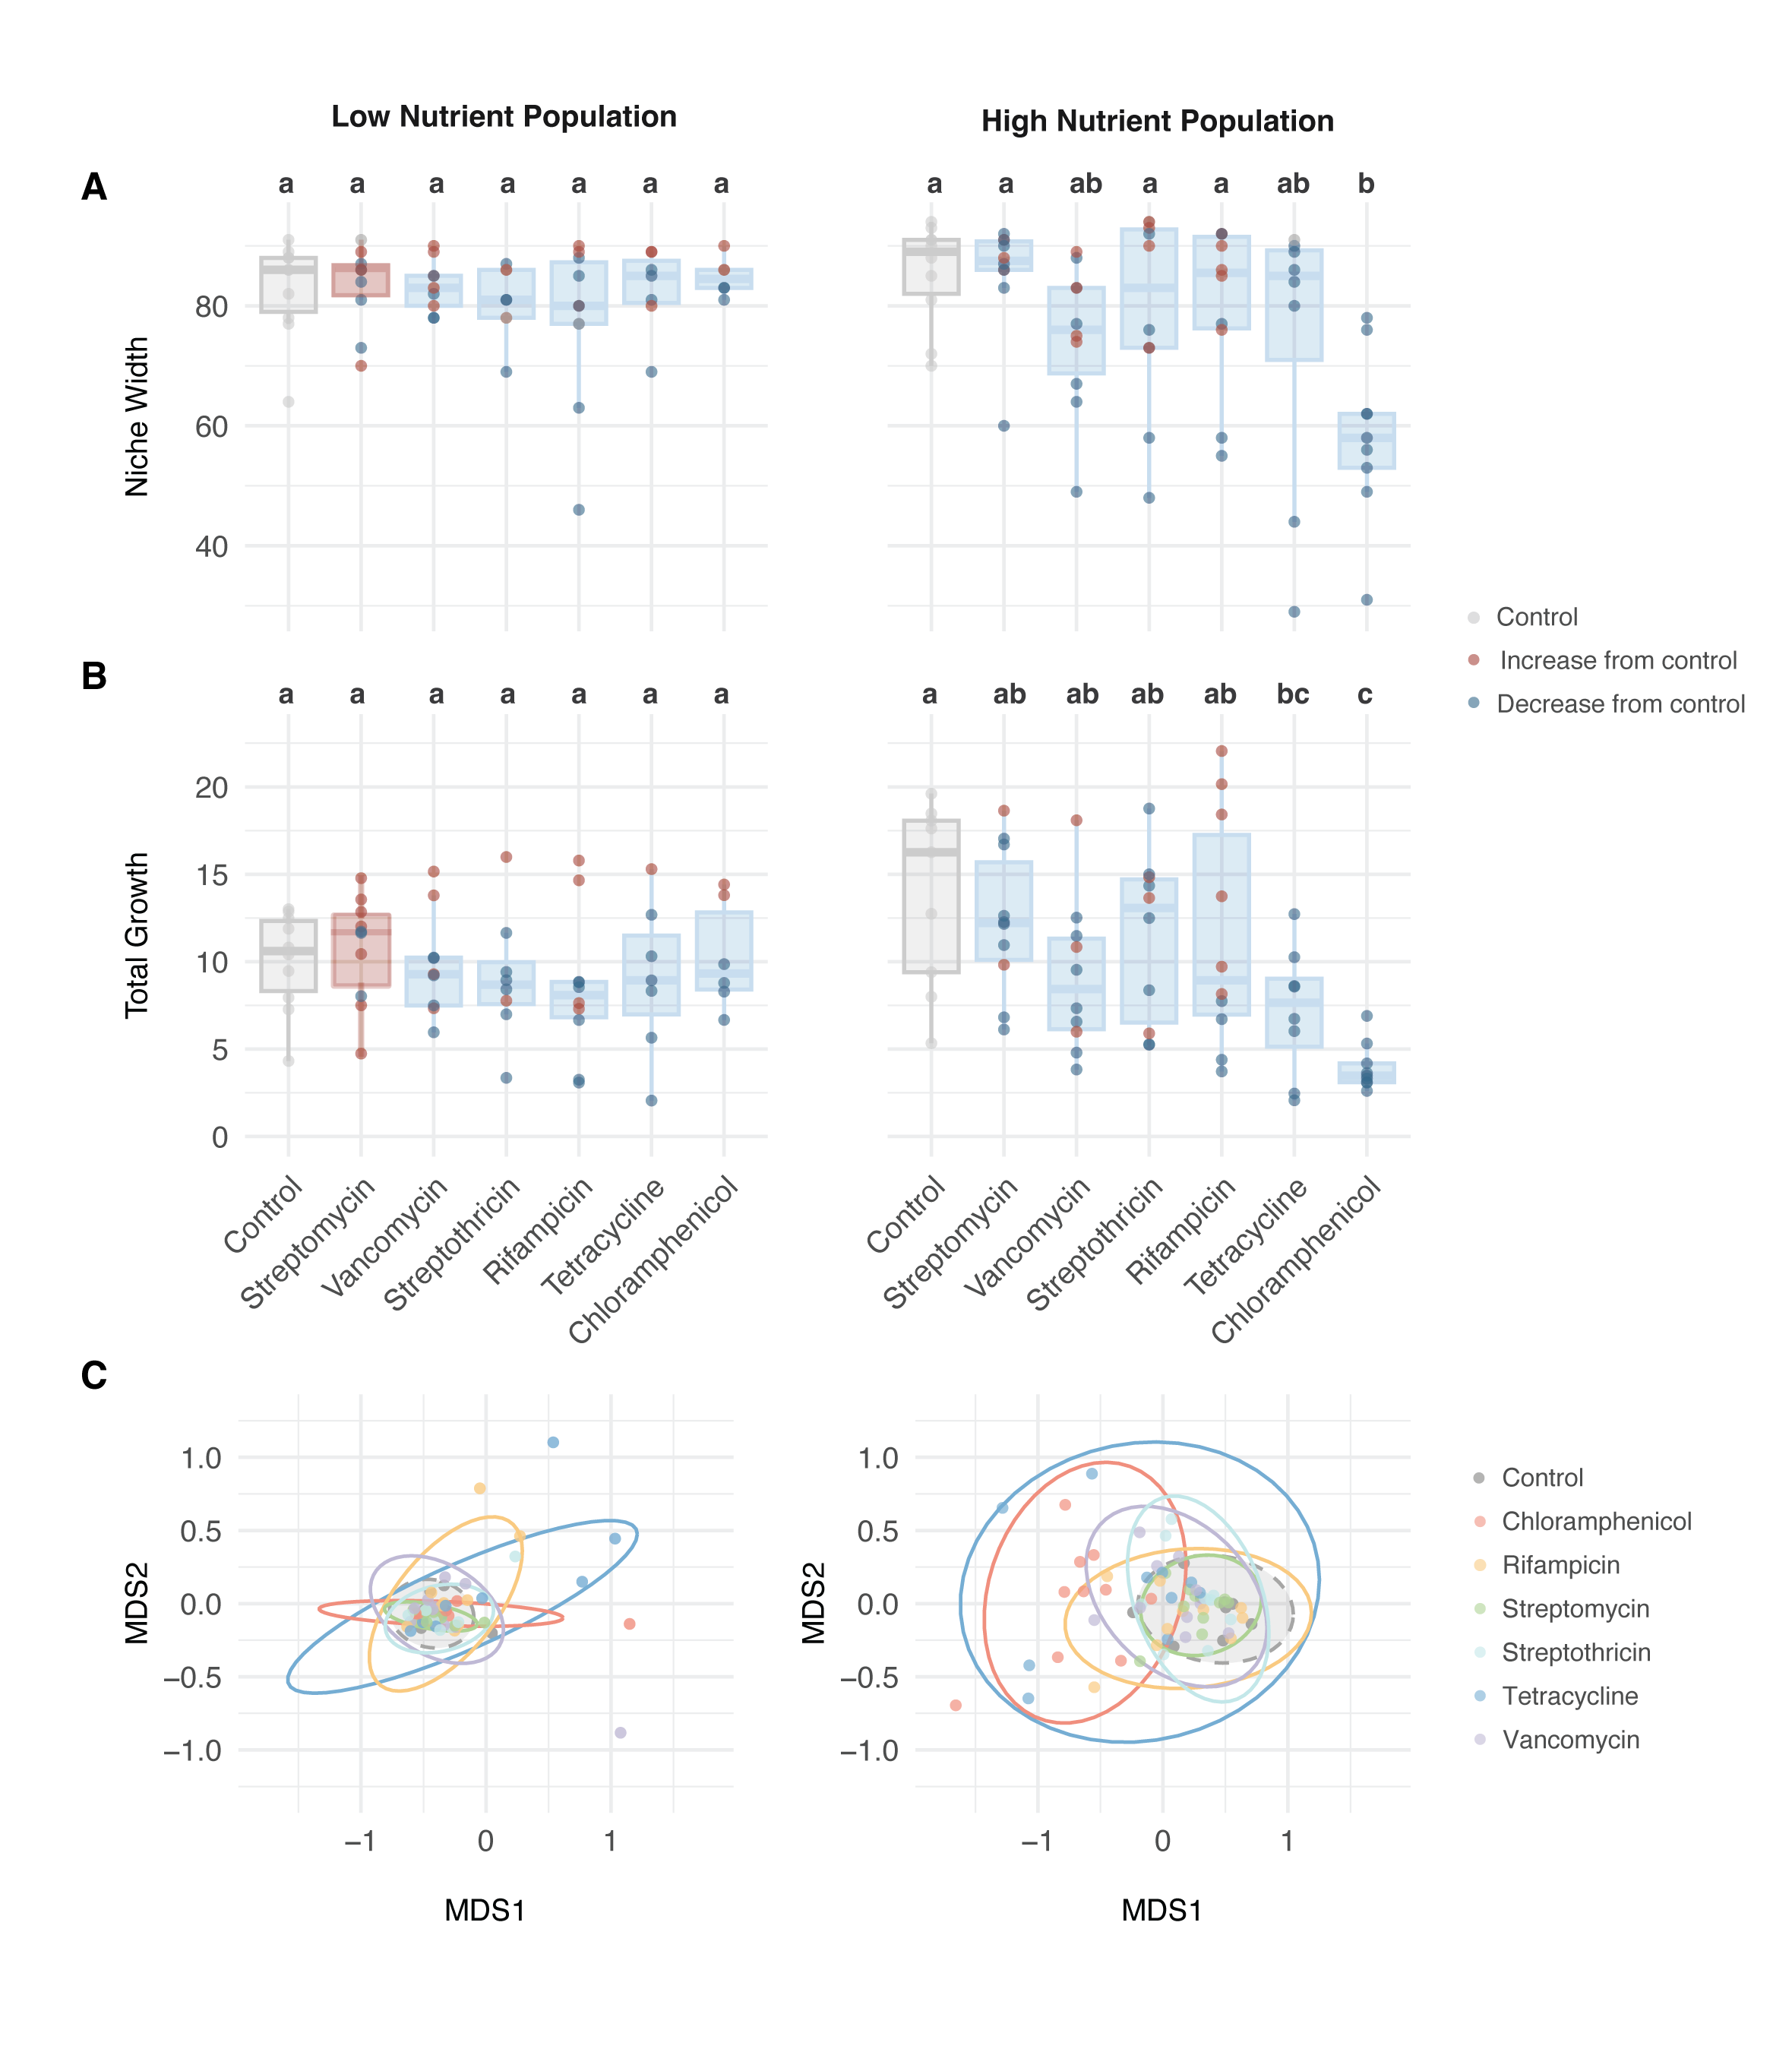 Low Nutrient Population
High Nutrient Population
A
a a a a a a a
a a ab a a ab b
Niche Width
80
60
40
Control
Increase from control
Decrease from control
B
a a a a a a a
a ab ab ab ab bc c
Total Growth
20
15
10
5
0
Control
Streptomycin
Vancomycin
Streptothricin
Rifampicin
Tetracycline
Chloramphenicol
Control
Streptomycin
Vancomycin
Streptothricin
Rifampicin
Tetracycline
Chloramphenicol
C
MDS2
1.0
0.5
0.0
−0.5
−1.0
−1 0 1
MDS1
MDS2
1.0
0.5
0.0
−0.5
−1.0
−1 0 1
MDS1
Control
Chloramphenicol
Rifampicin
Streptomycin
Streptothricin
Tetracycline
Vancomycin